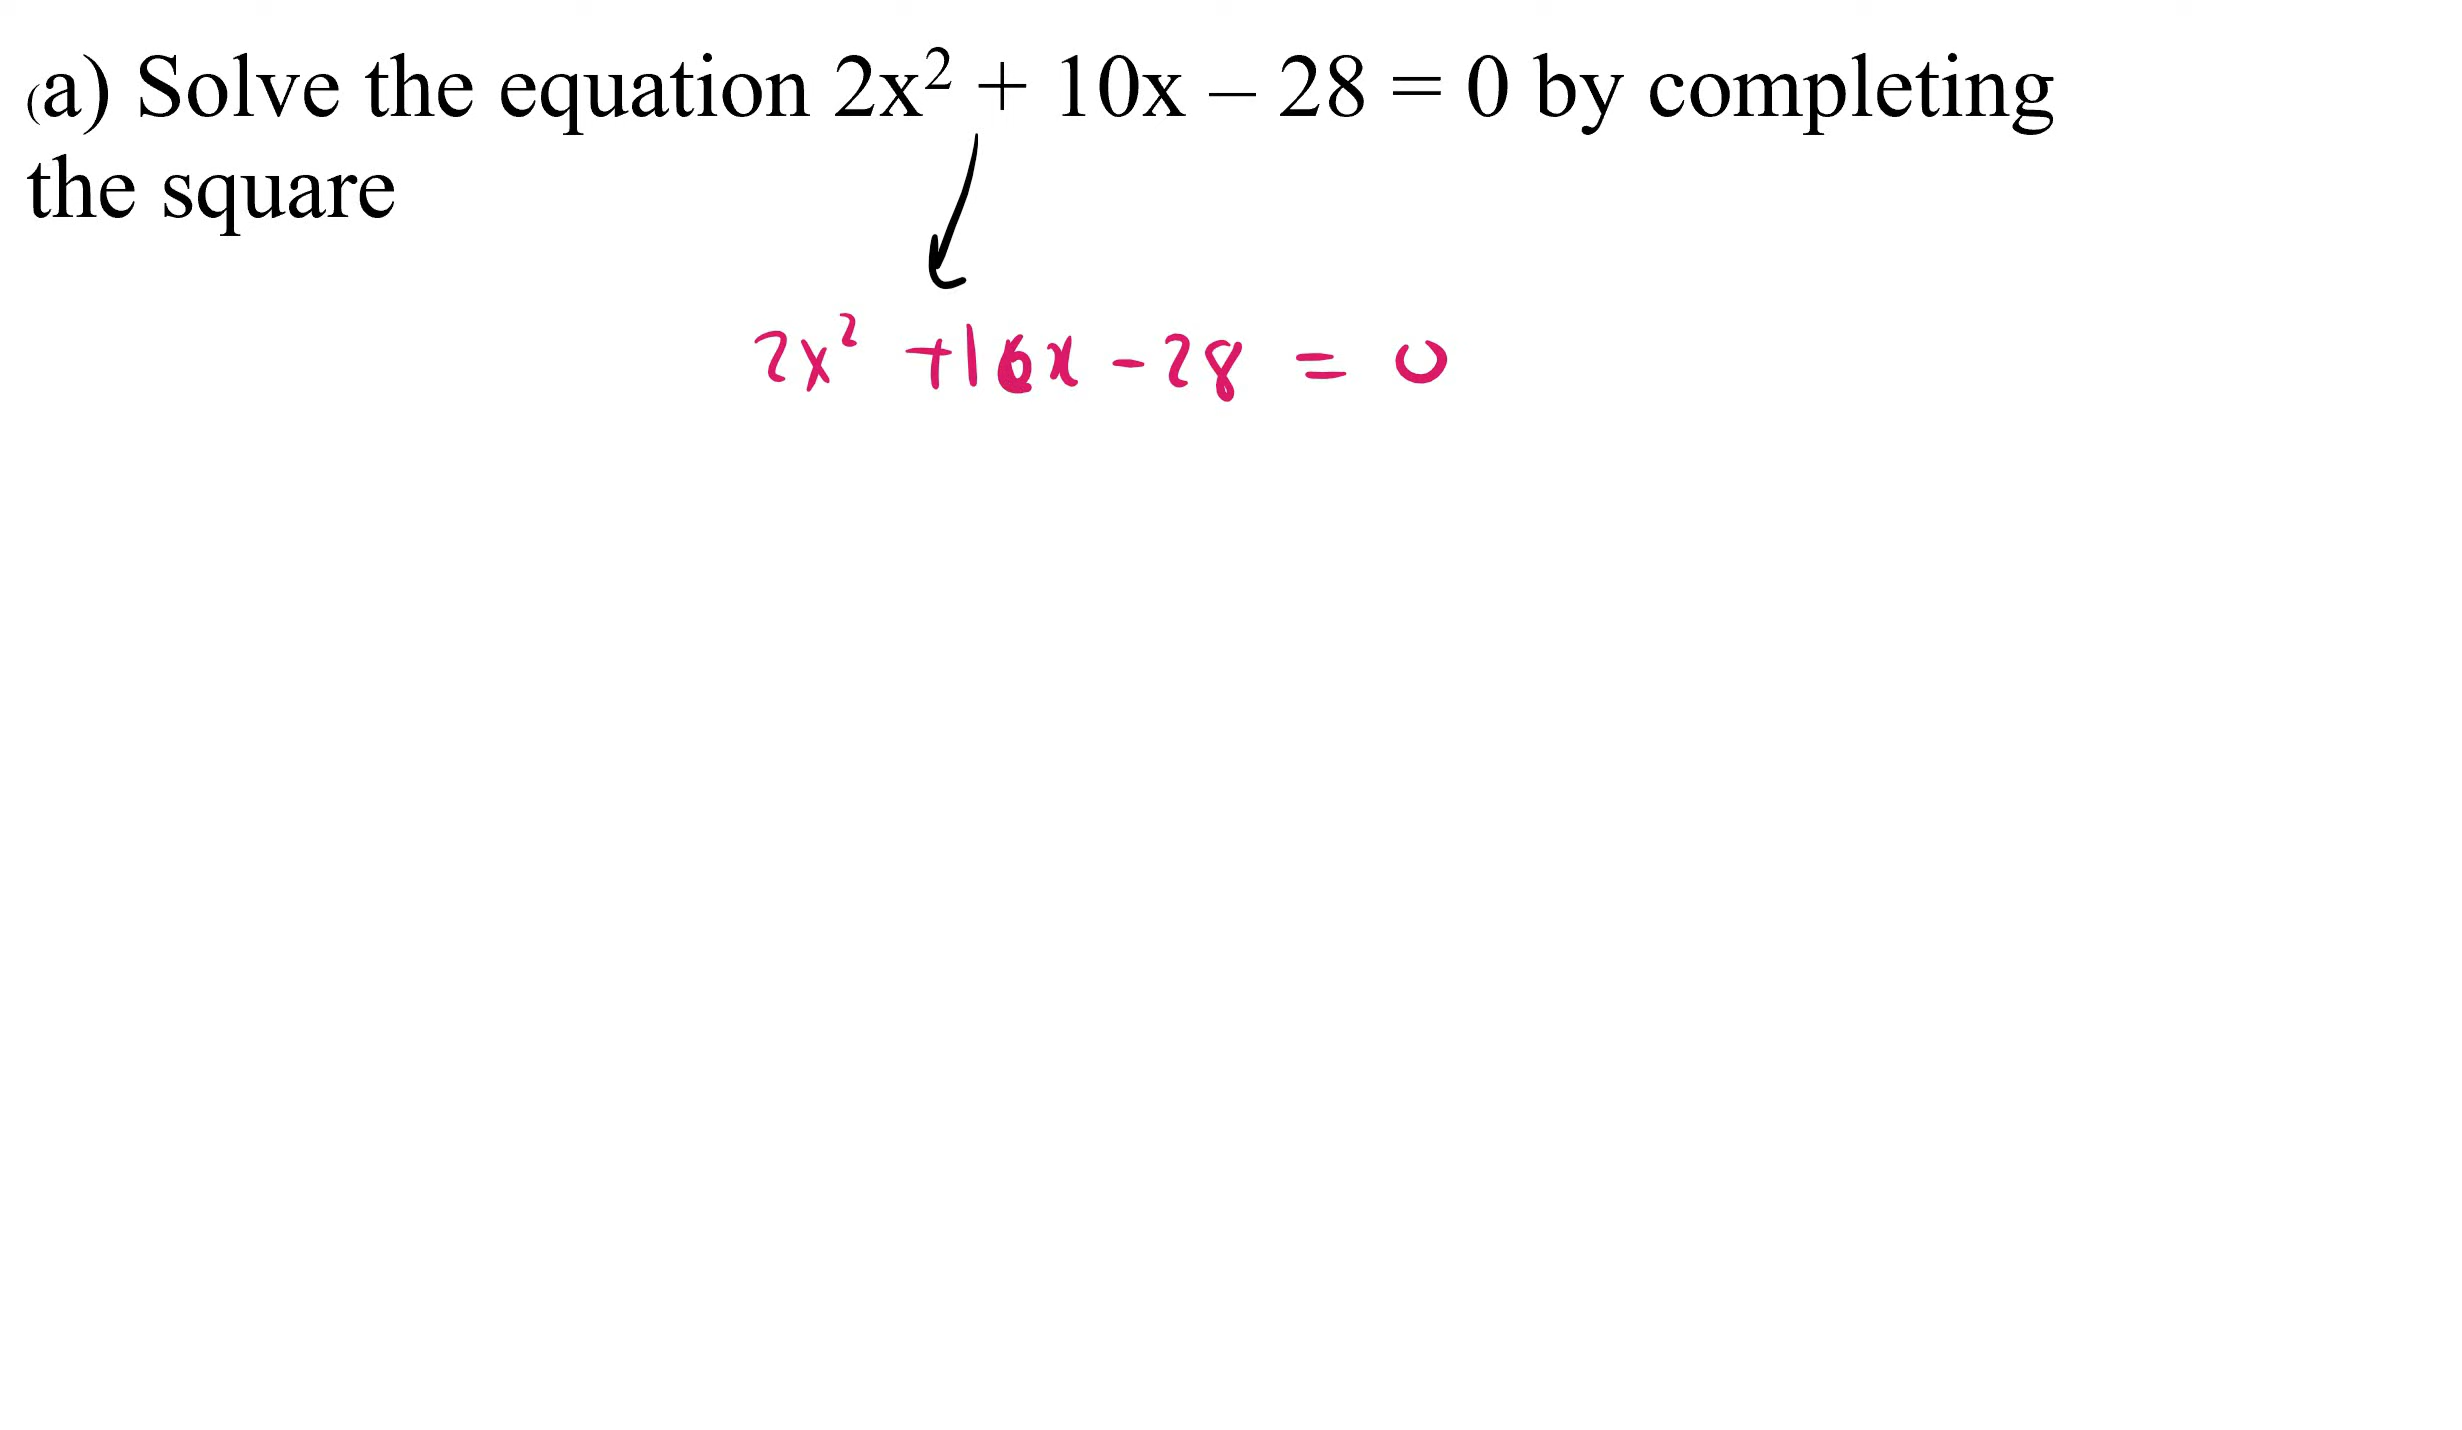 (a) Solve the equation 2x² + 10x – 28 = 0 by completing
the square
2x² +10x - 28 = 0